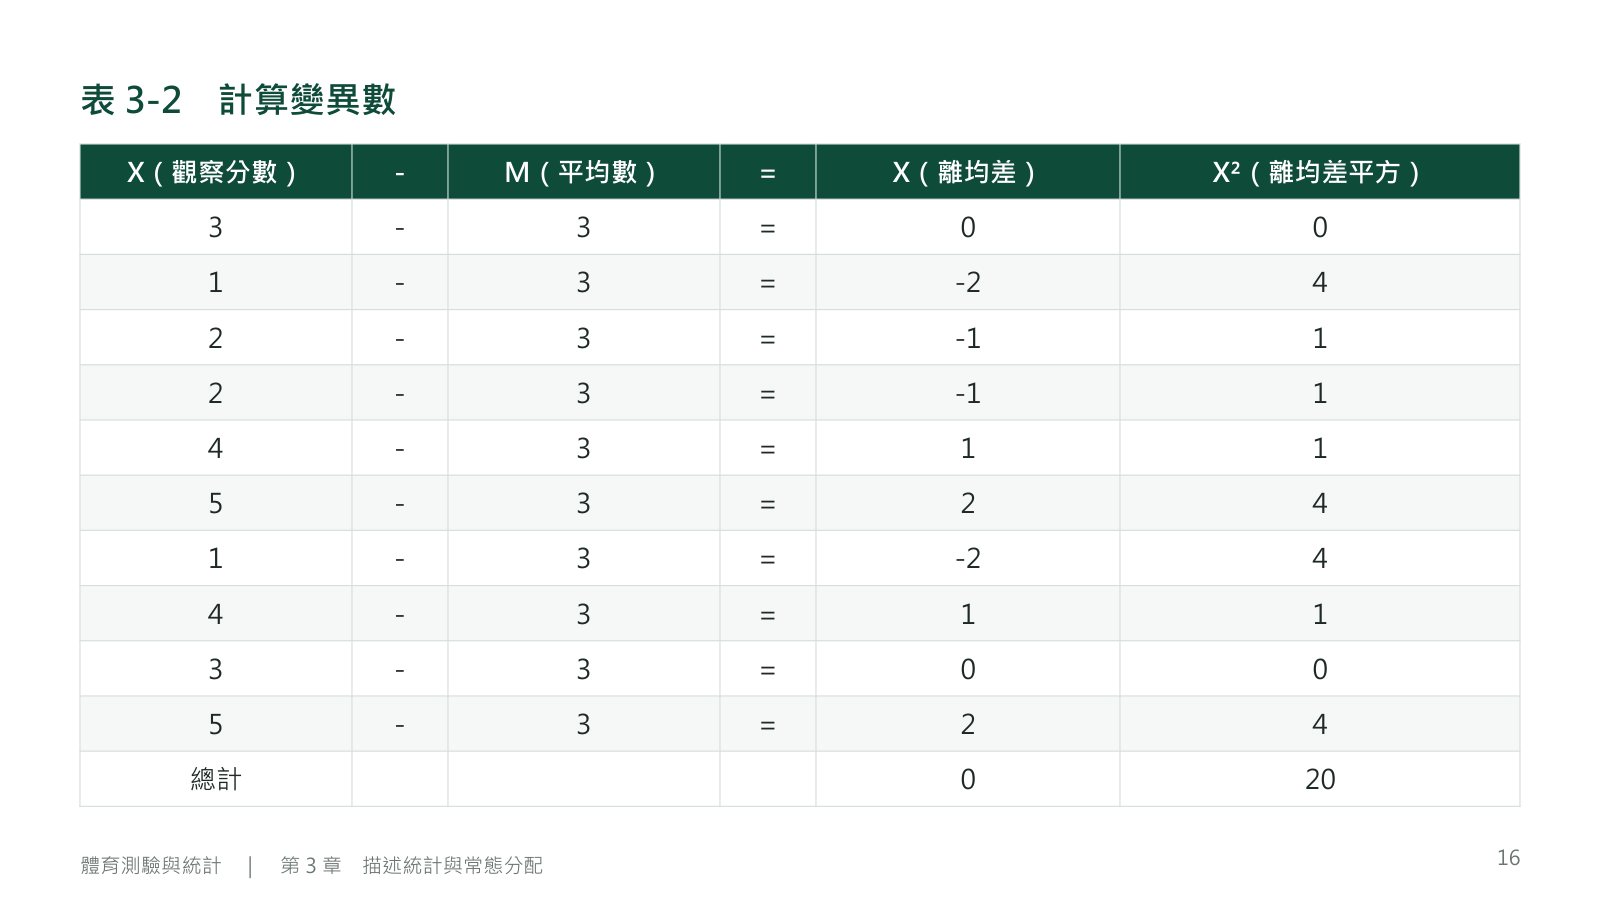 表 3-2　計算變異數
X（觀察分數） - M（平均數） = X（離均差） X²（離均差平方）
3 - 3 = 0 0
1 - 3 = -2 4
2 - 3 = -1 1
2 - 3 = -1 1
4 - 3 = 1 1
5 - 3 = 2 4
1 - 3 = -2 4
4 - 3 = 1 1
3 - 3 = 0 0
5 - 3 = 2 4
總計 0 20
體育測驗與統計　|　第 3 章　描述統計與常態分配
16